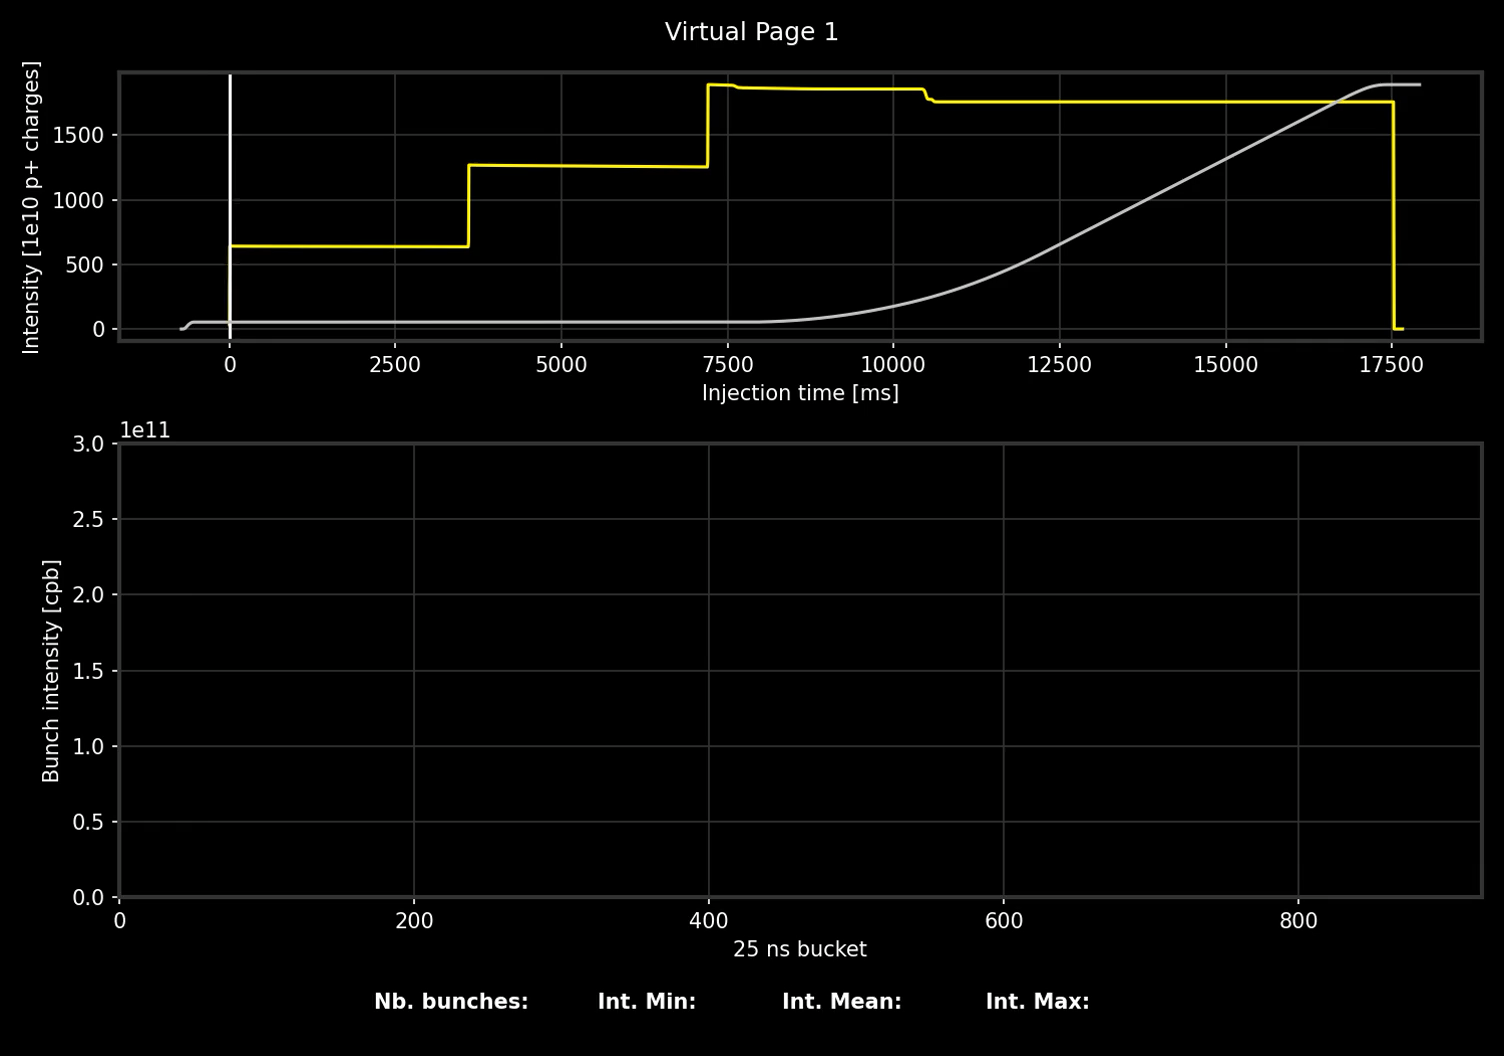 Virtual Page 1
Intensity [1e10 p+ charges]
1500
1000
500
0
0 2500 5000 7500 10000 12500 15000 17500
Injection time [ms]
1e11
Bunch intensity [cpb]
3.0
2.5
2.0
1.5
1.0
0.5
0.0
0 200 400 600 800
25 ns bucket
Nb. bunches: Int. Min: Int. Mean: Int. Max: